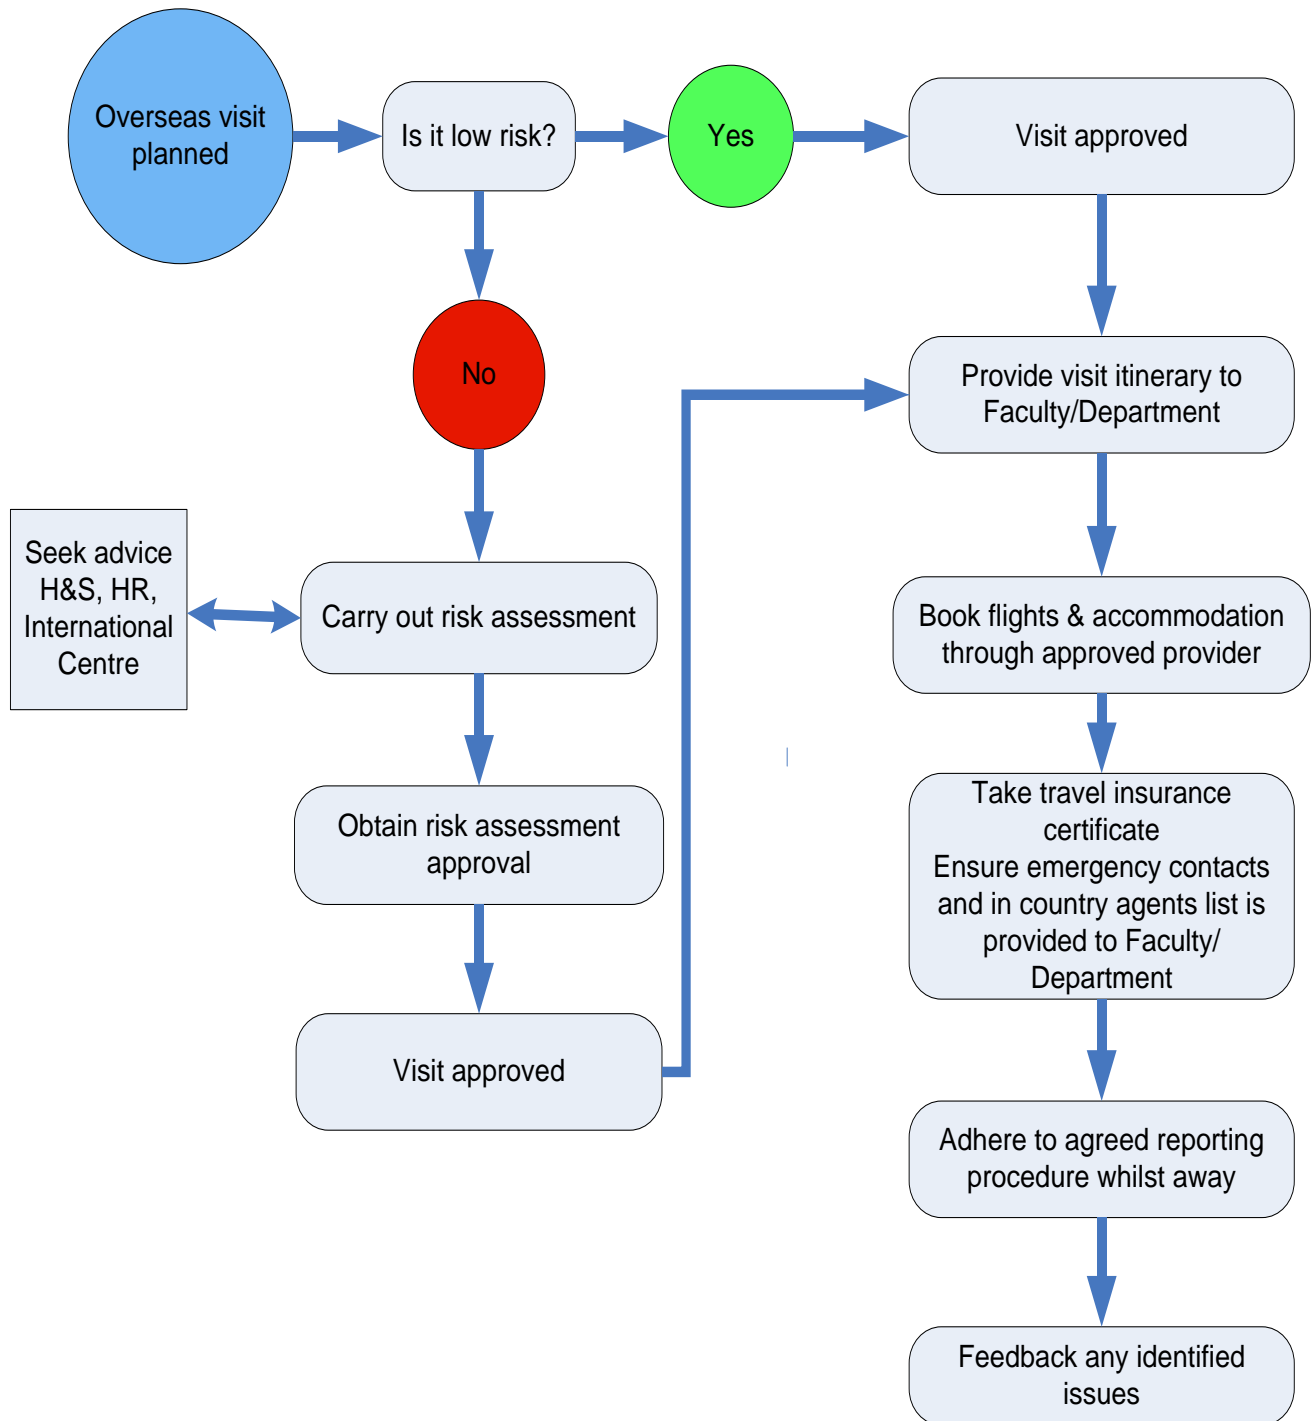 Overseas visit
planned
Is it low risk?
Yes
Visit approved
No
Provide visit itinerary to
Faculty/Department
Seek advice
H&S, HR,
International
Centre
Carry out risk assessment
Book flights & accommodation
through approved provider
Obtain risk assessment
approval
Take travel insurance
certificate
Ensure emergency contacts
and in country agents list is
provided to Faculty/
Department
Visit approved
Adhere to agreed reporting
procedure whilst away
Feedback any identified
issues